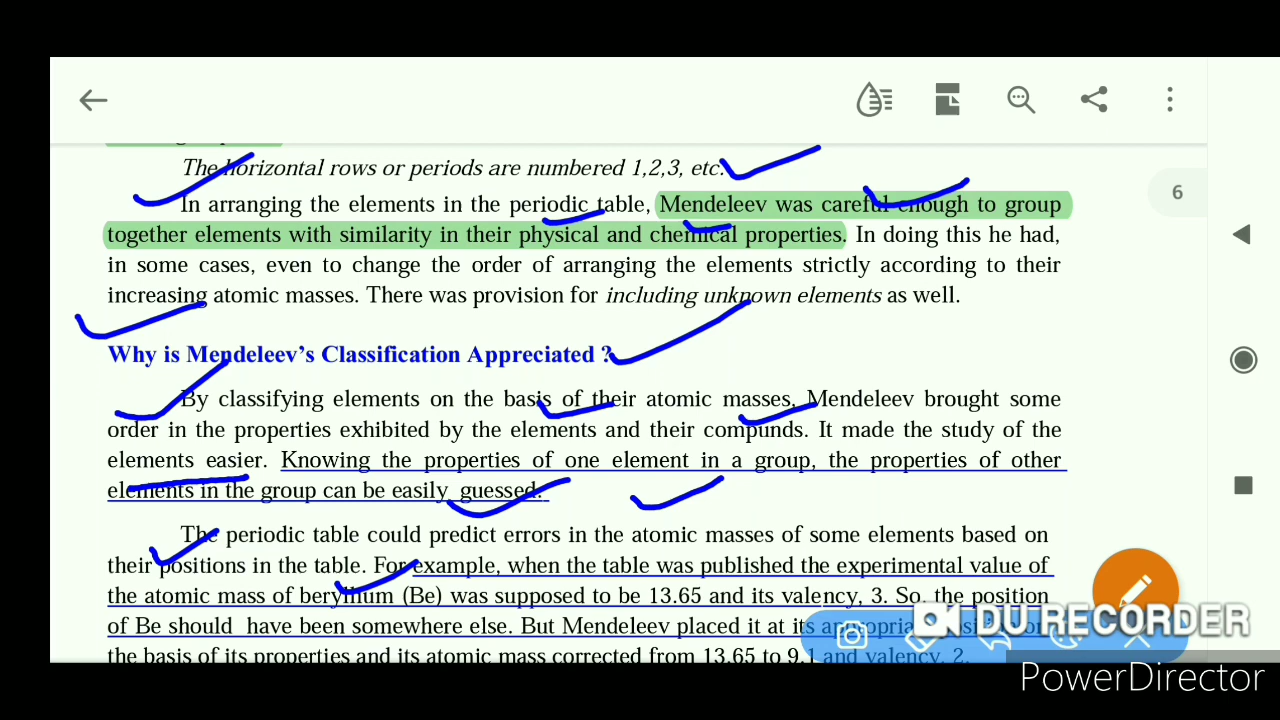 The horizontal rows or periods are numbered 1,2,3, etc.
In arranging the elements in the periodic table, Mendeleev was careful enough to group
together elements with similarity in their physical and chemical properties. In doing this he had,
in some cases, even to change the order of arranging the elements strictly according to their
increasing atomic masses. There was provision for including unknown elements as well.
6
Why is Mendeleev's Classification Appreciated ?
By classifying elements on the basis of their atomic masses, Mendeleev brought some
order in the properties exhibited by the elements and their compunds. It made the study of the
elements easier. Knowing the properties of one element in a group, the properties of other
elements in the group can be easily guessed.
The periodic table could predict errors in the atomic masses of some elements based on
their positions in the table. For example, when the table was published the experimental value of
the atomic mass of beryllium (Be) was supposed to be 13.65 and its valency, 3. So, the position
of Be should have been somewhere else. But Mendeleev placed it at its
the basis of its properties and its atomic mass corrected from 13.65 to 9.1 and valency, 2.
DU RECORDER
PowerDirector